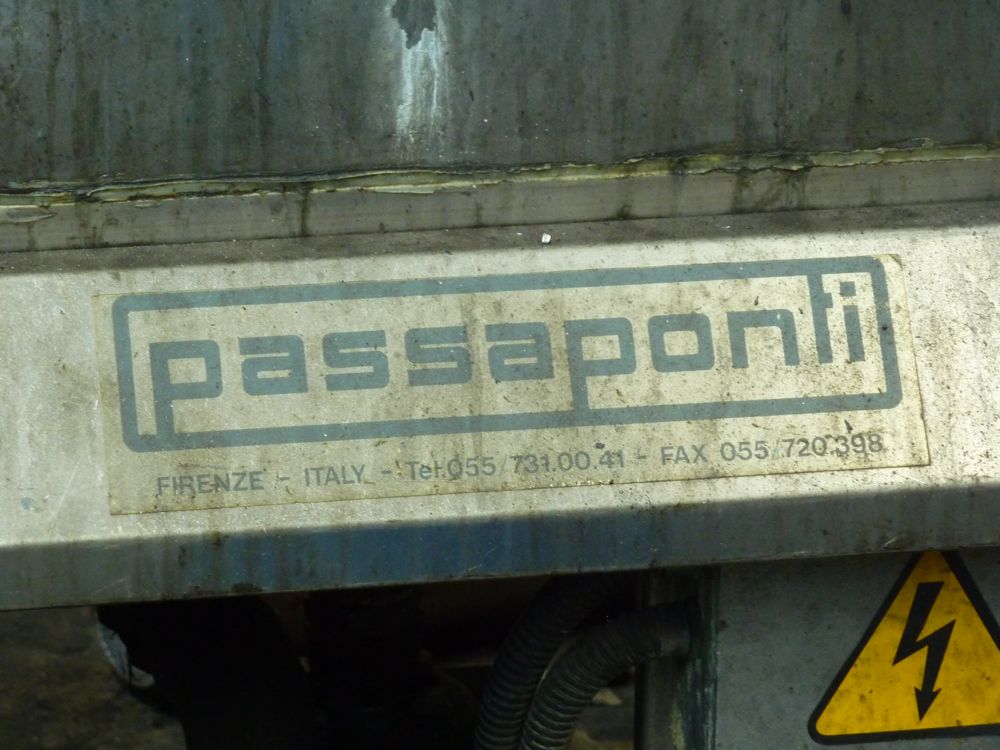 passaponti
FIRENZE - ITALY - Tel.055/731.00.41 - FAX 055/720.398